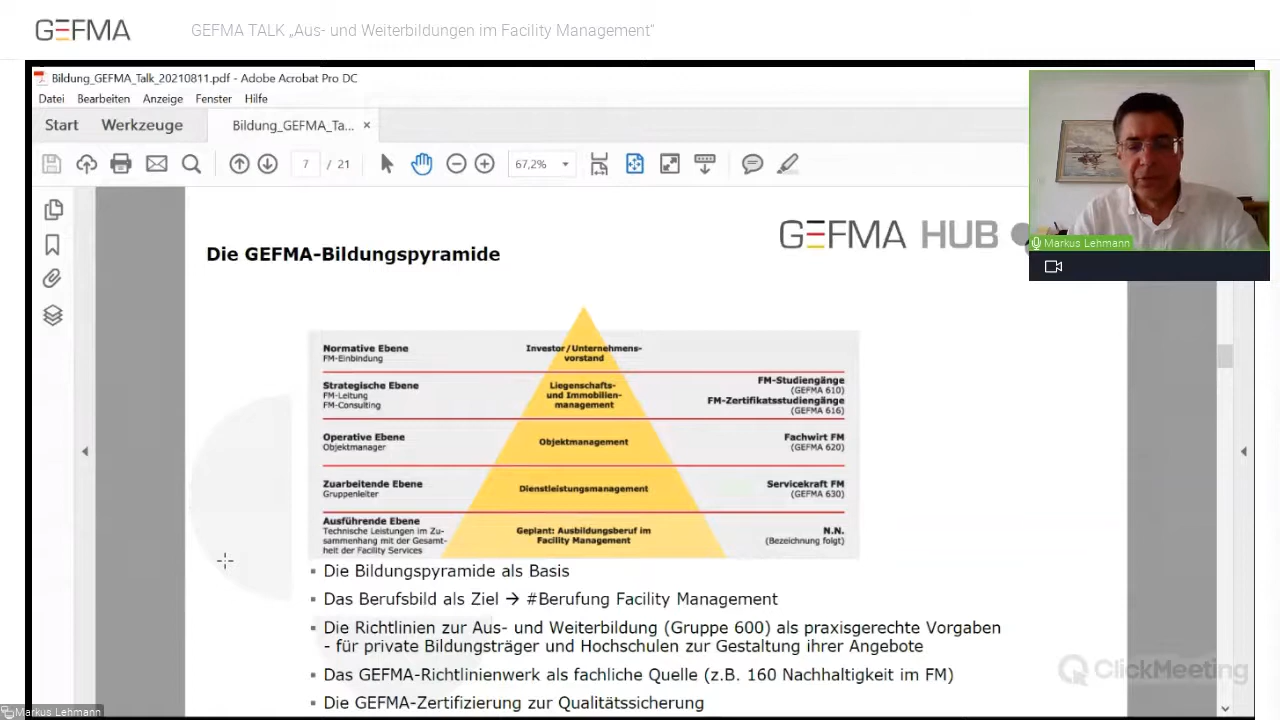 GEFMA
GEFMA TALK „Aus- und Weiterbildungen im Facility Management“
Bildung_GEFMA_Talk_20210811.pdf - Adobe Acrobat Pro DC
Datei Bearbeiten Anzeige Fenster Hilfe
Start Werkzeuge Bildung_GEFMA_Ta... ×
7 / 21 67,2%
Markus Lehmann
GEFMA HUB
Die GEFMA-Bildungspyramide
Normative Ebene
FM-Einbindung
Investor/Unternehmens-
vorstand
Strategische Ebene
FM-Leitung
FM-Consulting
Liegenschafts-
und Immobilien-
management
FM-Studiengänge
(GEFMA 610)
FM-Zertifikatsstudiengänge
(GEFMA 616)
Operative Ebene
Objektmanager
Objektmanagement
Fachwirt FM
(GEFMA 620)
Zuarbeitende Ebene
Gruppenleiter
Dienstleistungsmanagement
Servicekraft FM
(GEFMA 630)
Ausführende Ebene
Technische Leistungen im Zu-
sammenhang mit der Gesamt-
heit der Facility Services
Geplant: Ausbildungsberuf im
Facility Management
N.N.
(Bezeichnung folgt)
▪ Die Bildungspyramide als Basis
▪ Das Berufsbild als Ziel → #Berufung Facility Management
▪ Die Richtlinien zur Aus- und Weiterbildung (Gruppe 600) als praxisgerechte Vorgaben
- für private Bildungsträger und Hochschulen zur Gestaltung ihrer Angebote
▪ Das GEFMA-Richtlinienwerk als fachliche Quelle (z.B. 160 Nachhaltigkeit im FM)
▪ Die GEFMA-Zertifizierung zur Qualitätssicherung
ClickMeeting
Markus Lehmann